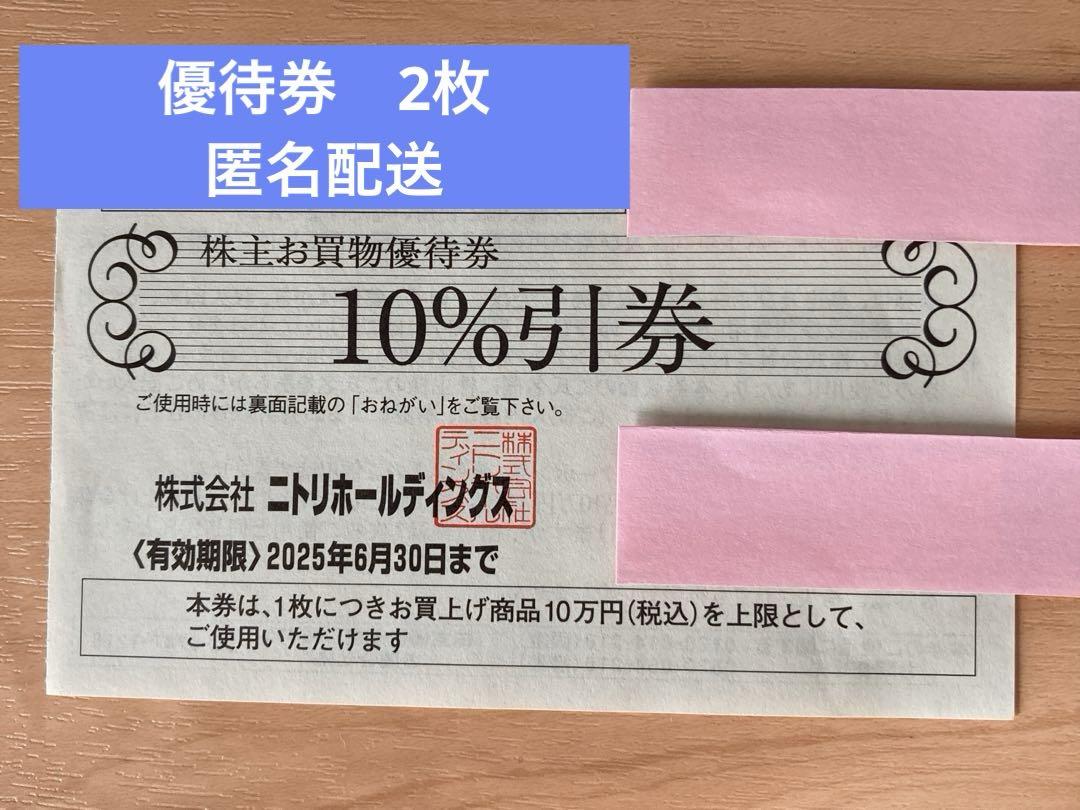 優待券　2枚
匿名配送
株主お買物優待券
10%引券
ご使用時には裏面記載の「おねがい」をご覧下さい。
株式会社 ニトリホールディングス
〈有効期限〉2025年6月30日まで
本券は、1枚につきお買上げ商品10万円(税込)を上限として、
ご使用いただけます